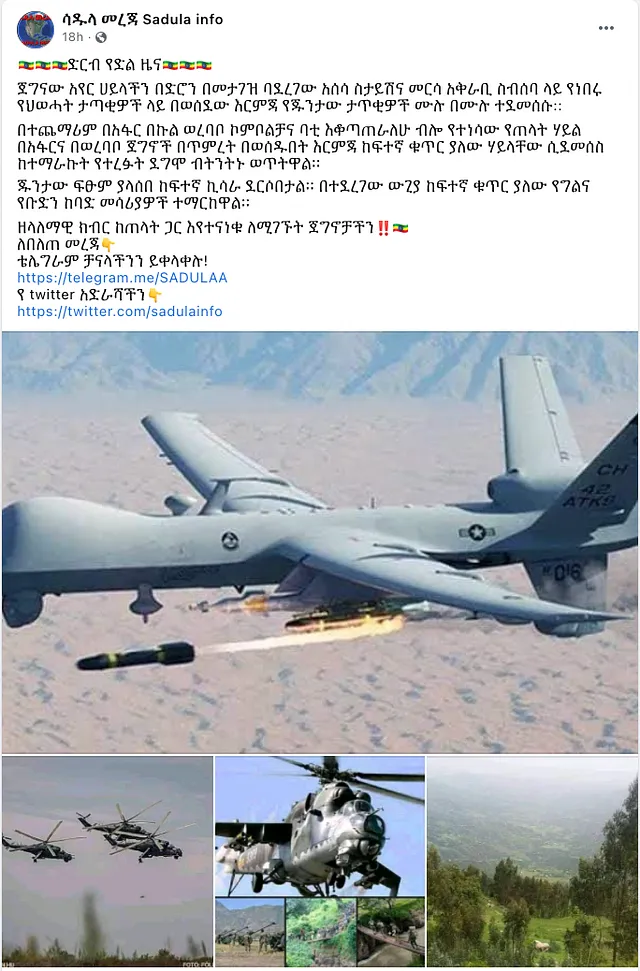 ሳዱላ መረጃ Sadula info
18h ·
🇪🇹🇪🇹🇪🇹ድርብ የድል ዜና🇪🇹🇪🇹🇪🇹
ጀግናው አየር ሀይላችን በድሮን በመታገዝ ባደረገው አሰሳ ስታይሽና መርሳ አቅራቢ ስብሰባ ላይ የነበሩ
የህወሓት ታጣቂዎች ላይ በወሰደው እርምጃ የጁንታው ታጥቂዎች ሙሉ በሙሉ ተደመሰሱ።
በተጨማሪም በአፋር በኩል ወረባቦ ኮምቦልቻና ባቲ እቆጣጠራለሁ ብሎ የተነሳው የጠላት ሃይል
በአፋርና በወረባቦ ጀግኖች በጥምረት በወሰዱበት እርምጃ ከፍተኛ ቁጥር ያለው ሃይላቸው ሲደመሰስ
ከተማራኩት የተረፉት ደግሞ ብትንትኑ ወጥትዋል።
ጁንታው ፍፁም ያላሰበ ከፍተኛ ኪሳራ ደርሶበታል። በተደረገው ውጊያ ከፍተኛ ቁጥር ያለው የግልና
የቡድን ከባድ መሳሪያዎች ተማርከዋል።
ዘላለማዊ ክብር ከጠላት ጋር እየተናነቁ ለሚገኙት ጀግኖቻችን‼️🇪🇹
ለበለጠ መረጃ👇
ቴሌግራም ቻናላችንን ይቀላቀሉ!
https://telegram.me/SADULAA
የ twitter አድራሻችን👇
https://twitter.com/sadulainfo
CH
42
ATKS
016